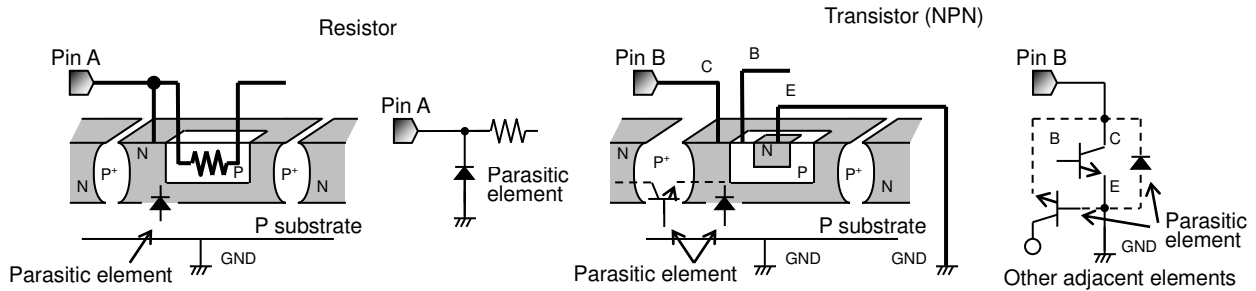 Resistor
Transistor (NPN)
Pin A
Pin B
C
B
E
Pin B
Pin A
N
P
N
P+
P+
N
Parasitic element
P substrate
GND
Parasitic element
N
P+
N
P
P+
N
P substrate
GND
GND
Parasitic element
B
C
E
Parasitic element
GND
Other adjacent elements